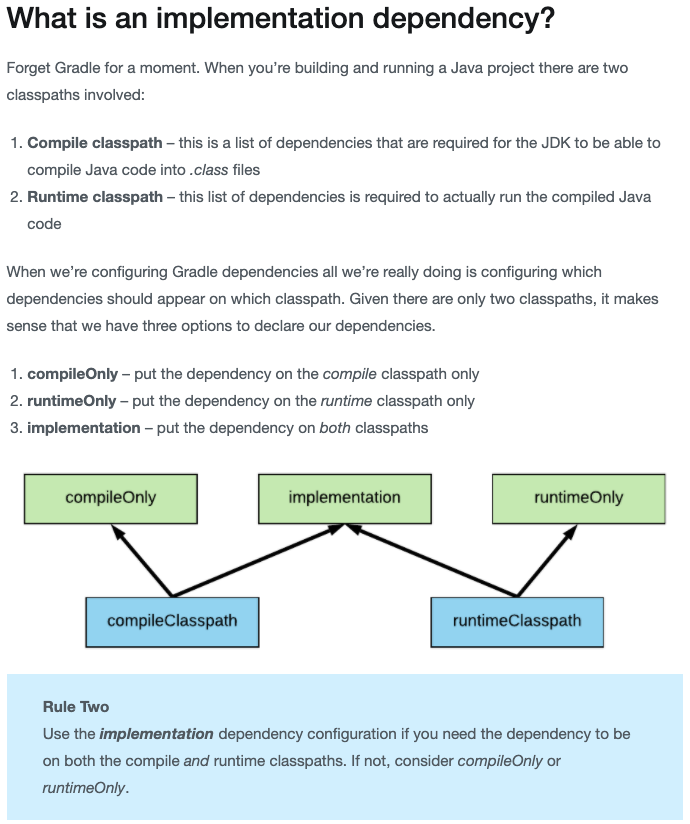 What is an implementation dependency?
Forget Gradle for a moment. When you’re building and running a Java project there are two
classpaths involved:
1. Compile classpath – this is a list of dependencies that are required for the JDK to be able to
compile Java code into .class files
2. Runtime classpath – this list of dependencies is required to actually run the compiled Java
code
When we’re configuring Gradle dependencies all we’re really doing is configuring which
dependencies should appear on which classpath. Given there are only two classpaths, it makes
sense that we have three options to declare our dependencies.
1. compileOnly – put the dependency on the compile classpath only
2. runtimeOnly – put the dependency on the runtime classpath only
3. implementation – put the dependency on both classpaths
compileOnly implementation runtimeOnly
compileClasspath runtimeClasspath
Rule Two
Use the implementation dependency configuration if you need the dependency to be
on both the compile and runtime classpaths. If not, consider compileOnly or
runtimeOnly.